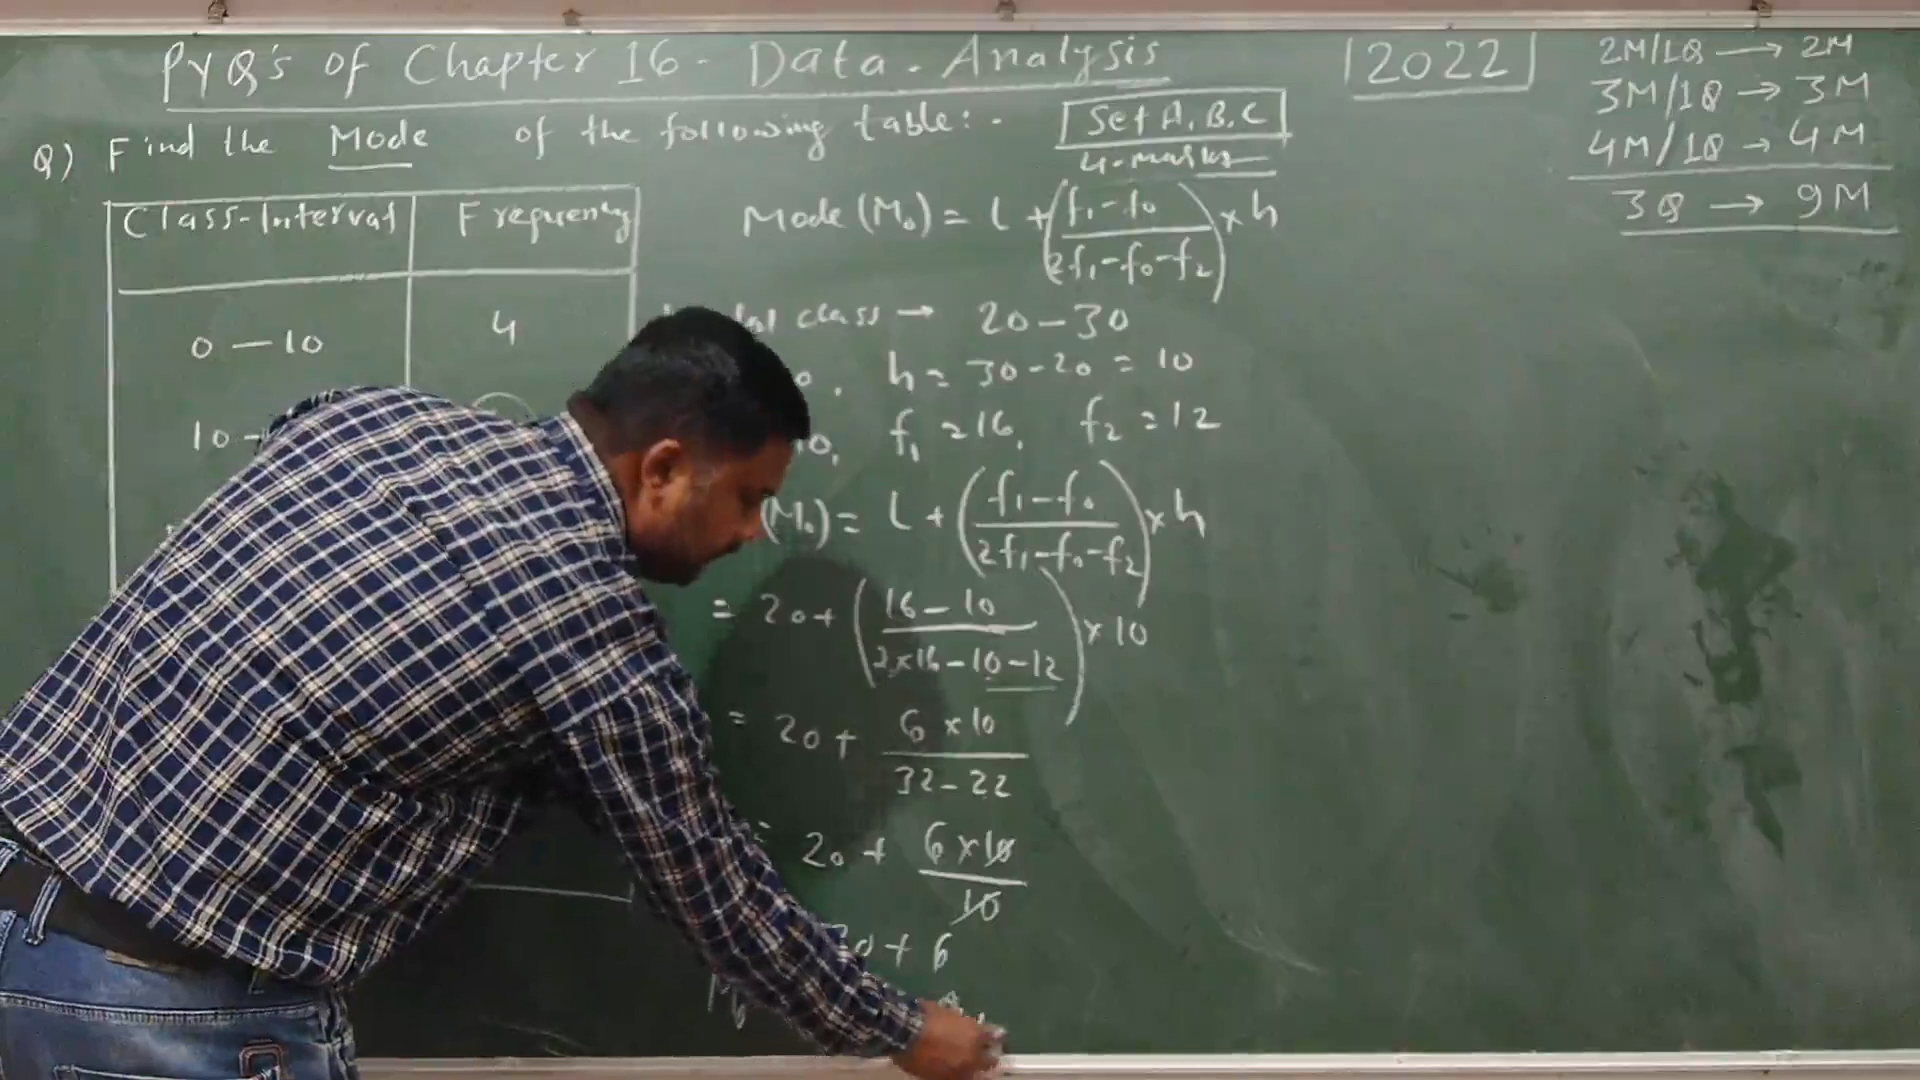 PYQ's of Chapter 16 - Data Analysis
2022
2M/1Q → 2M
3M/1Q → 3M
4M/1Q → 4M
3Q → 9M
Q) Find the Mode of the following table:-
Set A, B, C
4-marks
Class-Interval Frequency
0 – 10 4
10 -
Mode (M₀) = l + (f₁-f₀ / 2f₁-f₀-f₂) × h
class → 20 – 30
h = 30 - 20 = 10
10, f₁ = 16, f₂ = 12
(M₀) = l + (f₁-f₀ / 2f₁-f₀-f₂) × h
= 20 + (16 - 10 / 2×16 - 10 - 12) × 10
= 20 + 6 × 10 / 32 - 22
= 20 + 6 × 10 / 10
20 + 6